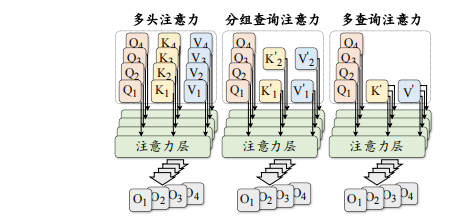 多头注意力 分组查询注意力 多查询注意力
Q4 K4 V4 Q4 Q4
Q3 K3 V3 Q3 K'2 V'2 Q3
Q2 K2 V2 Q2 Q2
Q1 K1 V1 Q1 K'1 V'1 Q1 K' V'
注意力层 注意力层 注意力层
O1 O2 O3 O4 O1 O2 O3 O4 O1 O2 O3 O4